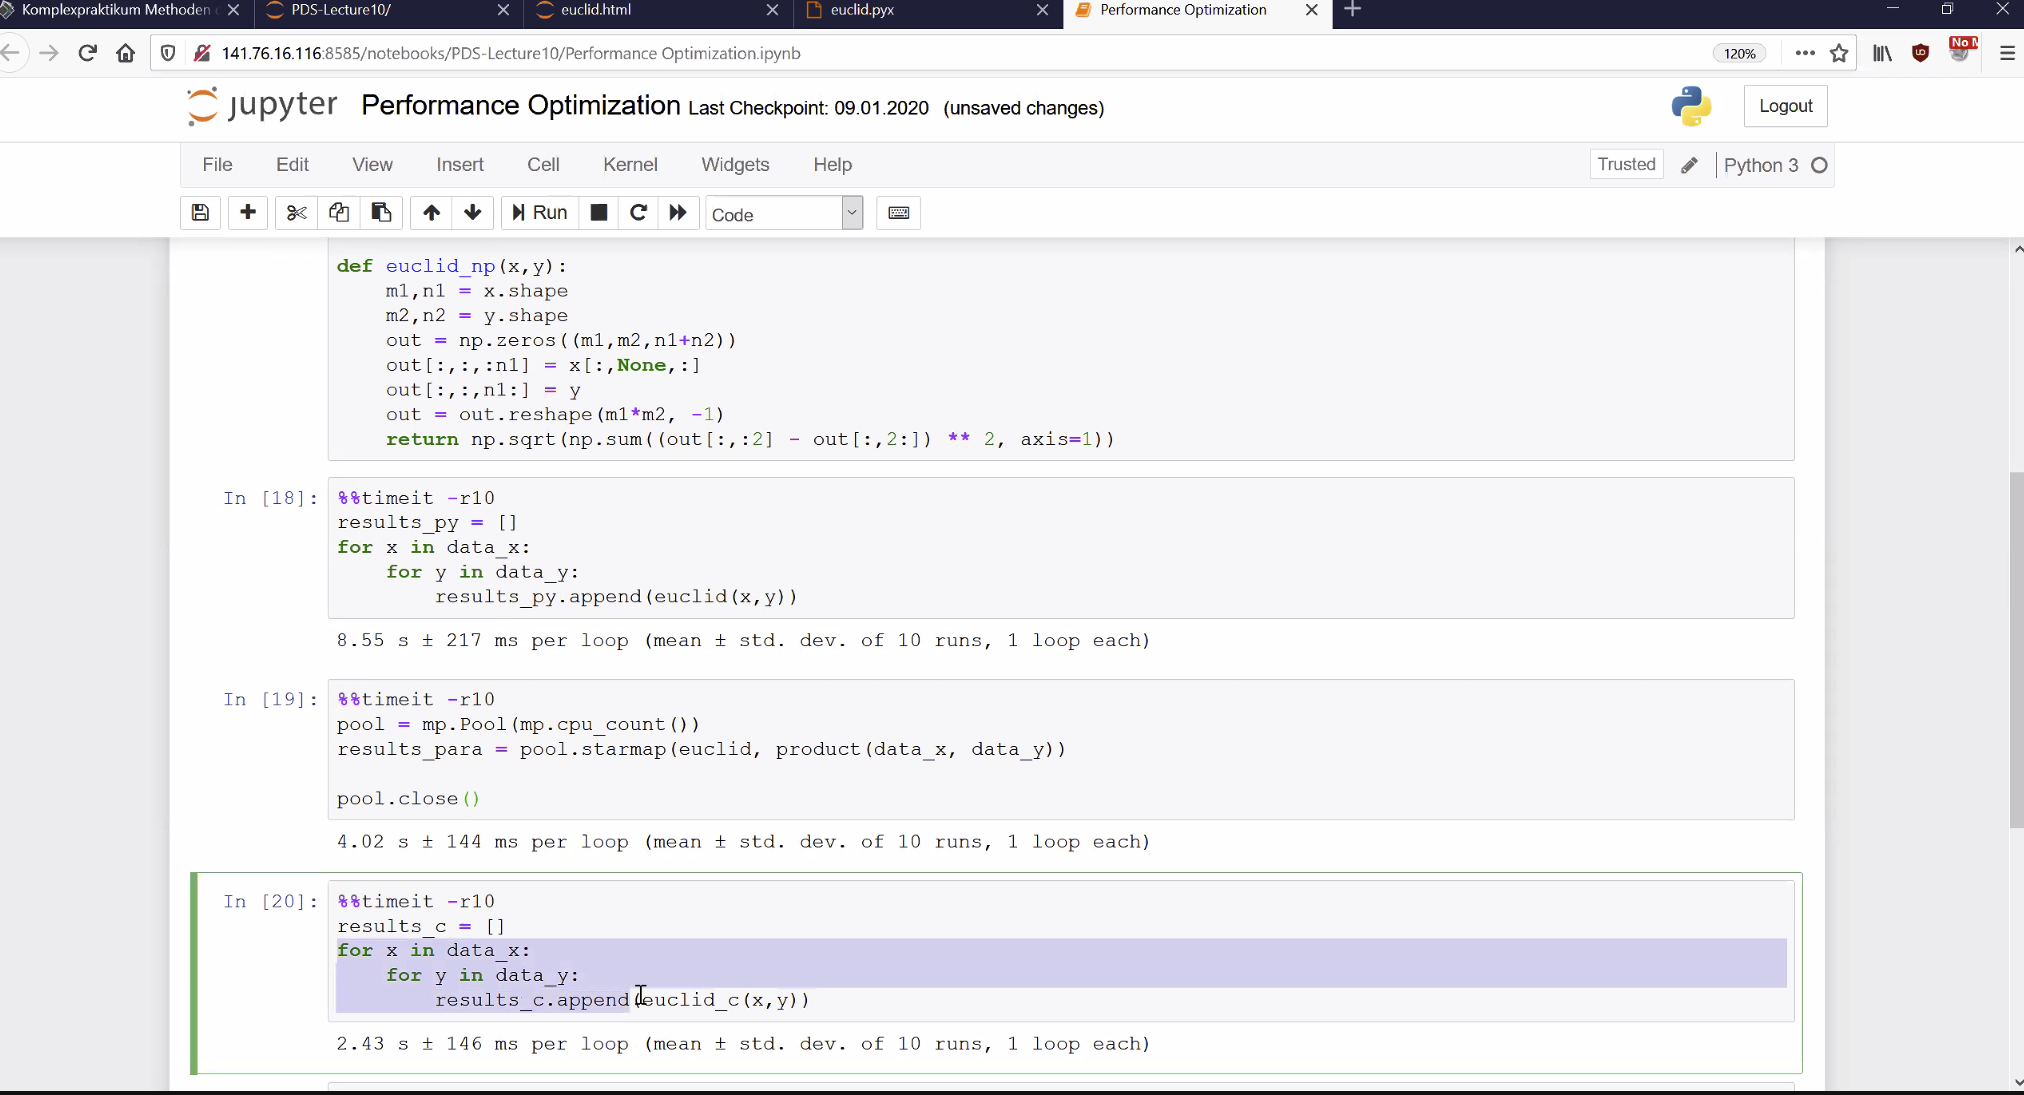 Komplexpraktikum Methoden
PDS-Lecture10/
euclid.html
euclid.pyx
Performance Optimization
141.76.16.116:8585/notebooks/PDS-Lecture10/Performance Optimization.ipynb
120%
jupyter Performance Optimization Last Checkpoint: 09.01.2020 (unsaved changes)
Logout
File Edit View Insert Cell Kernel Widgets Help
Trusted
Python 3
Run
Code
def euclid_np(x,y):
    m1,n1 = x.shape
    m2,n2 = y.shape
    out = np.zeros((m1,m2,n1+n2))
    out[:,:,:n1] = x[:,None,:]
    out[:,:,n1:] = y
    out = out.reshape(m1*m2, -1)
    return np.sqrt(np.sum((out[:,:2] - out[:,2:]) ** 2, axis=1))
In [18]: %%timeit -r10
results_py = []
for x in data_x:
    for y in data_y:
        results_py.append(euclid(x,y))
8.55 s ± 217 ms per loop (mean ± std. dev. of 10 runs, 1 loop each)
In [19]: %%timeit -r10
pool = mp.Pool(mp.cpu_count())
results_para = pool.starmap(euclid, product(data_x, data_y))
pool.close()
4.02 s ± 144 ms per loop (mean ± std. dev. of 10 runs, 1 loop each)
In [20]: %%timeit -r10
results_c = []
for x in data_x:
    for y in data_y:
        results_c.append(euclid_c(x,y))
2.43 s ± 146 ms per loop (mean ± std. dev. of 10 runs, 1 loop each)